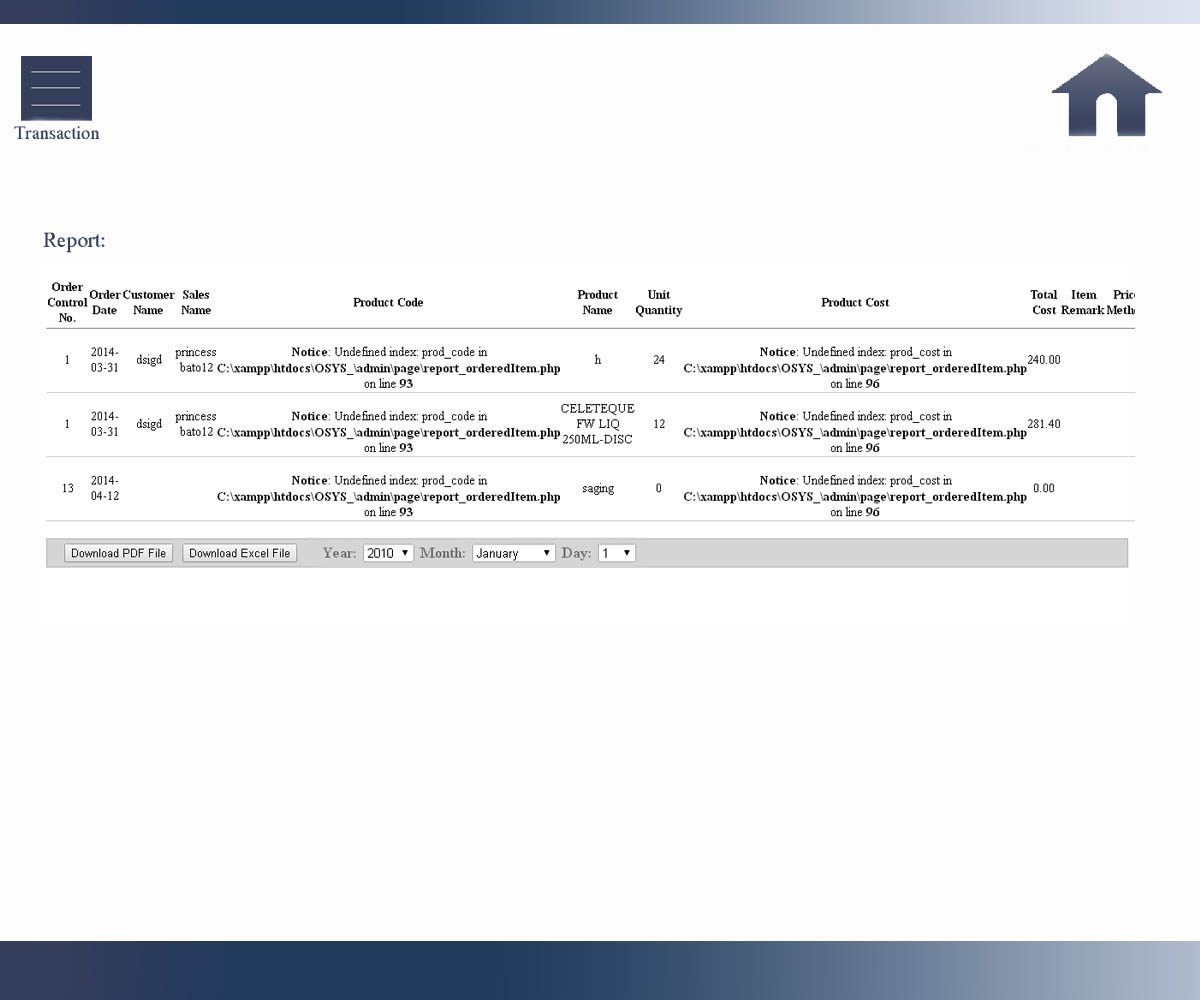 Transaction
Report:
Order Control No. Order Date Customer Name Sales Name Product Code Product Name Unit Quantity Product Cost Total Cost Item Remark
1 2014-03-31 dsigd princess bato12 Notice: Undefined index: prod_code in C:\xampp\htdocs\OSYS_\admin\page\report_orderedItem.php on line 93 h 24 Notice: Undefined index: prod_cost in C:\xampp\htdocs\OSYS_\admin\page\report_orderedItem.php on line 96 240.00
1 2014-03-31 dsigd princess bato12 Notice: Undefined index: prod_code in C:\xampp\htdocs\OSYS_\admin\page\report_orderedItem.php on line 93 CELETEQUE FW LIQ 250ML-DISC 12 Notice: Undefined index: prod_cost in C:\xampp\htdocs\OSYS_\admin\page\report_orderedItem.php on line 96 281.40
13 2014-04-12 Notice: Undefined index: prod_code in C:\xampp\htdocs\OSYS_\admin\page\report_orderedItem.php on line 93 saging 0 Notice: Undefined index: prod_cost in C:\xampp\htdocs\OSYS_\admin\page\report_orderedItem.php on line 96 0.00
Download PDF File Download Excel File Year: 2010 Month: January Day: 1